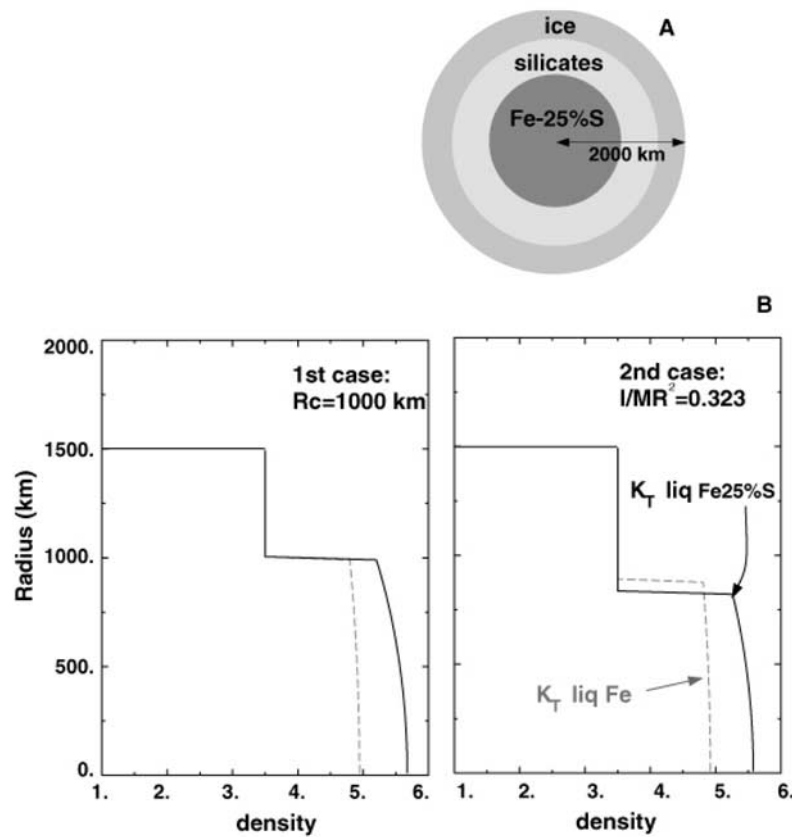 A
ice
silicates
Fe-25%S
2000 km
B
1st case:
Rc=1000 km
2nd case:
I/MR²=0.323
K_T liq Fe25%S
K_T liq Fe
Radius (km)
2000.
1500.
1000.
500.
0.
1. 2. 3. 4. 5. 6.
density
1. 2. 3. 4. 5. 6.
density